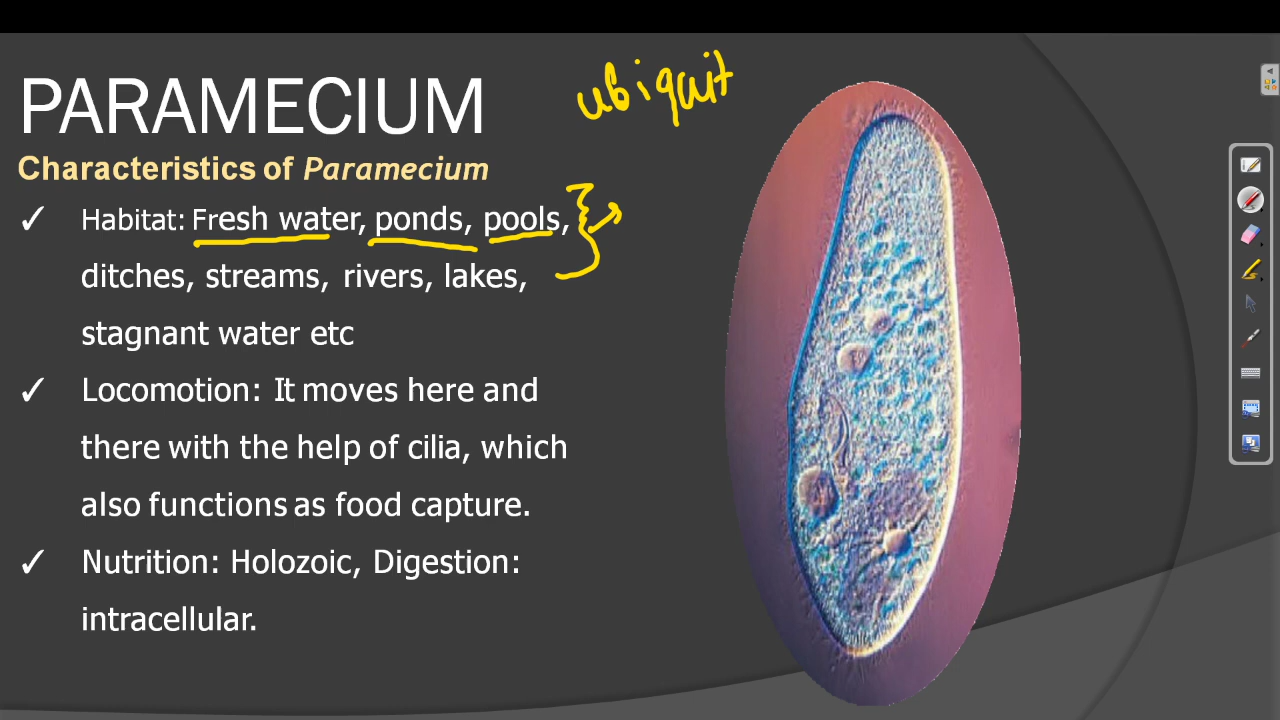 PARAMECIUM
ubiquit
Characteristics of Paramecium
✓ Habitat: Fresh water, ponds, pools,
ditches, streams, rivers, lakes,
stagnant water etc
✓ Locomotion: It moves here and
there with the help of cilia, which
also functions as food capture.
✓ Nutrition: Holozoic, Digestion:
intracellular.